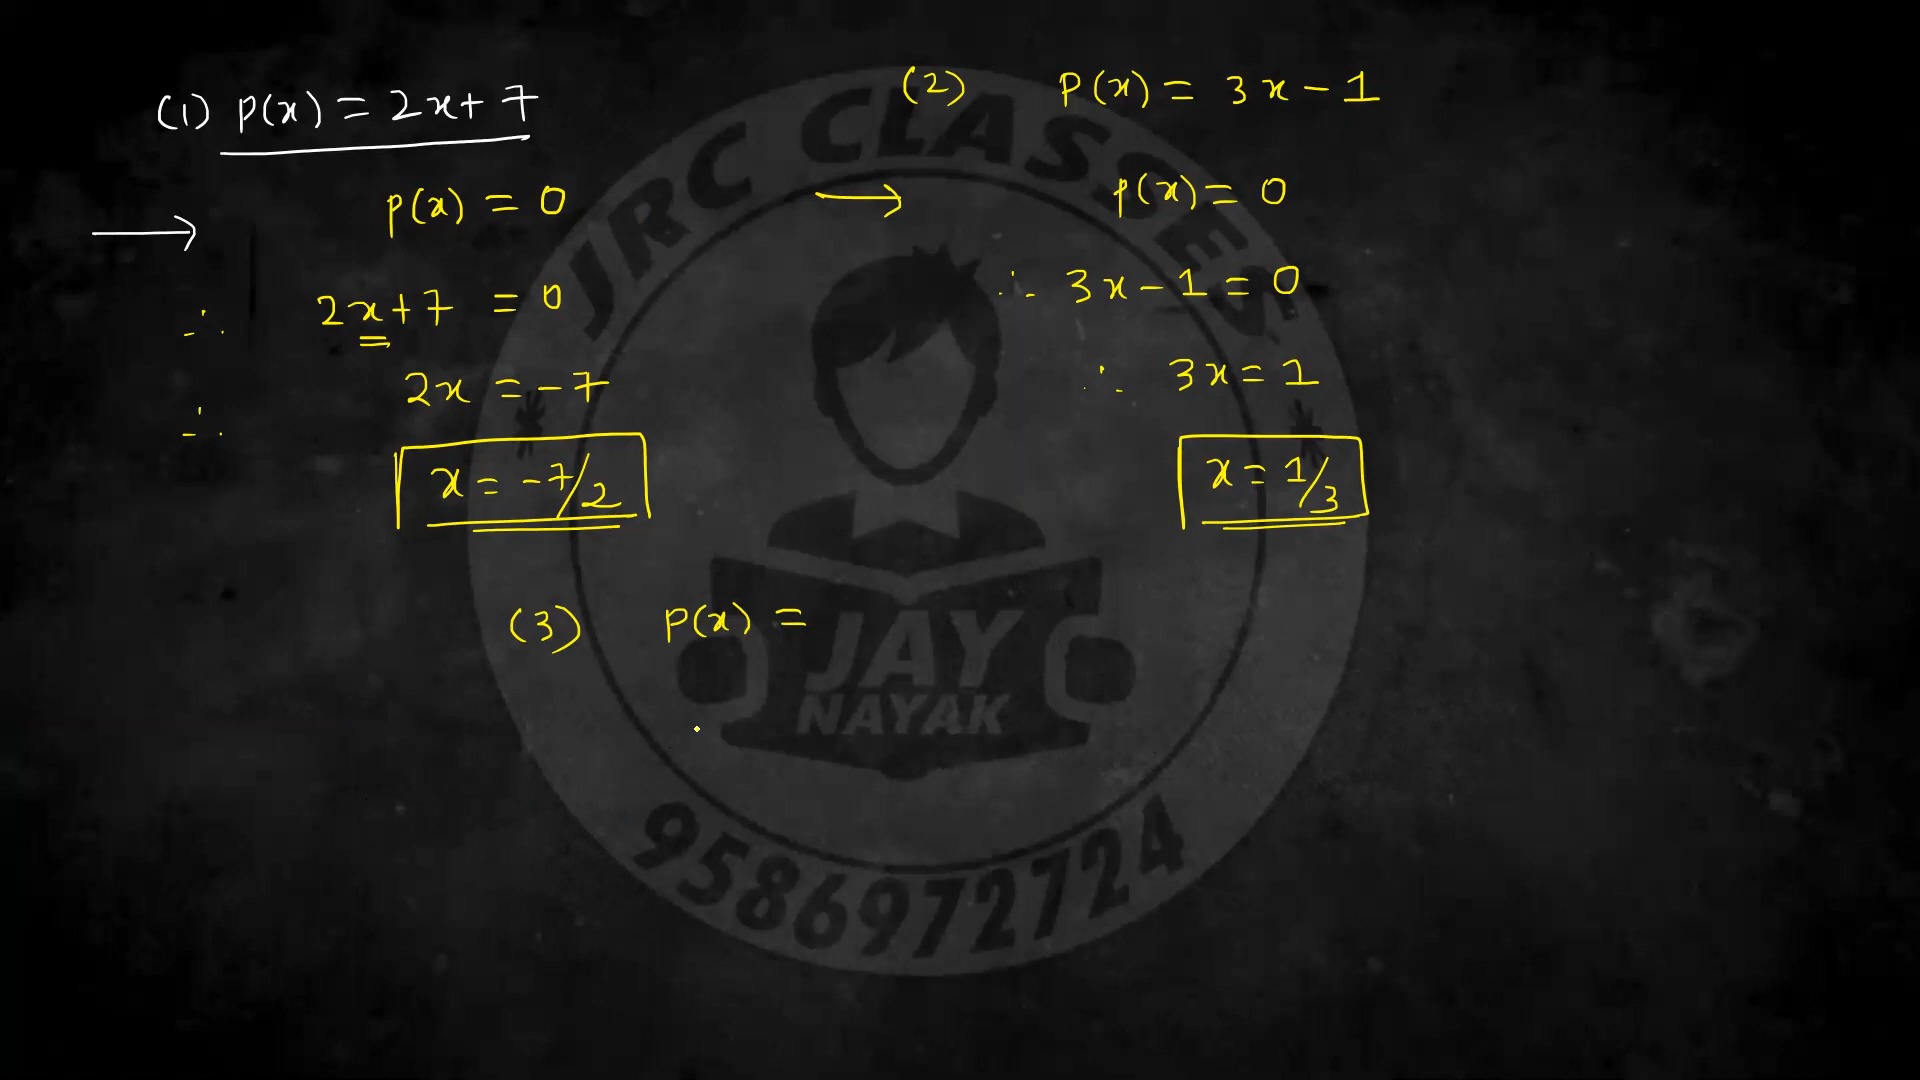 (1) p(x) = 2x+7
→ p(x) = 0
∴ 2x+7 = 0
∴ 2x = -7
x = -7/2
(2) P(x) = 3x-1
→ p(x) = 0
∴ 3x-1 = 0
∴ 3x = 1
x = 1/3
(3) P(x) =
JRC CLASSES
JAY
NAYAK
9586972724